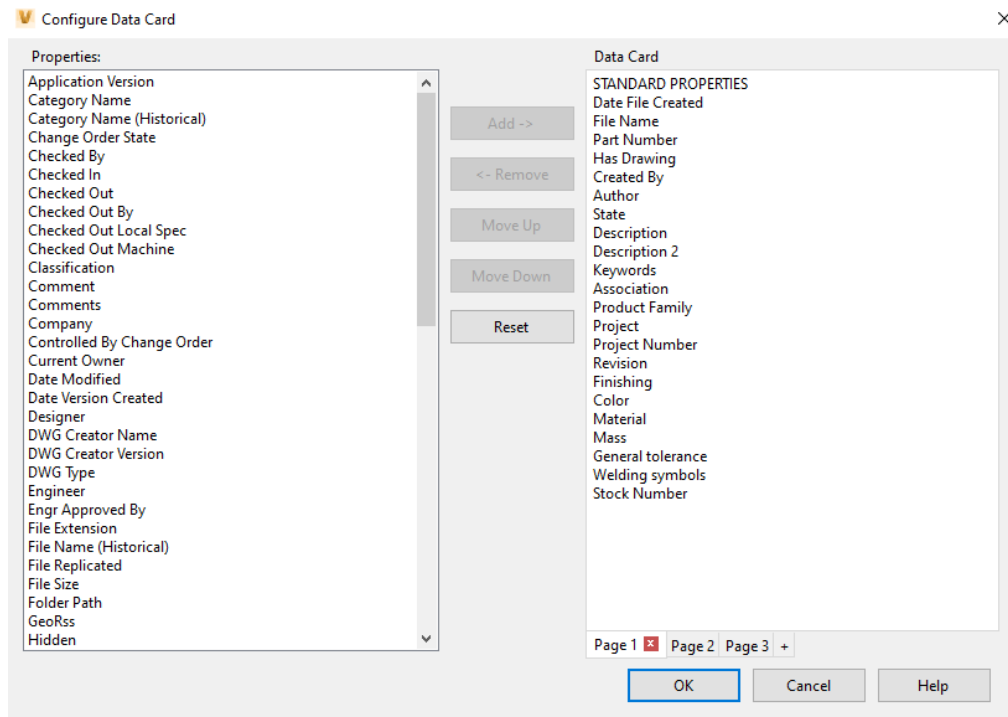 Configure Data Card
Properties:
Application Version
Category Name
Category Name (Historical)
Change Order State
Checked By
Checked In
Checked Out
Checked Out By
Checked Out Local Spec
Checked Out Machine
Classification
Comment
Comments
Company
Controlled By Change Order
Current Owner
Date Modified
Date Version Created
Designer
DWG Creator Name
DWG Creator Version
DWG Type
Engineer
Engr Approved By
File Extension
File Name (Historical)
File Replicated
File Size
Folder Path
GeoRss
Hidden
Add ->
<- Remove
Move Up
Move Down
Reset
Data Card
STANDARD PROPERTIES
Date File Created
File Name
Part Number
Has Drawing
Created By
Author
State
Description
Description 2
Keywords
Association
Product Family
Project
Project Number
Revision
Finishing
Color
Material
Mass
General tolerance
Welding symbols
Stock Number
Page 1 Page 2 Page 3 +
OK Cancel Help